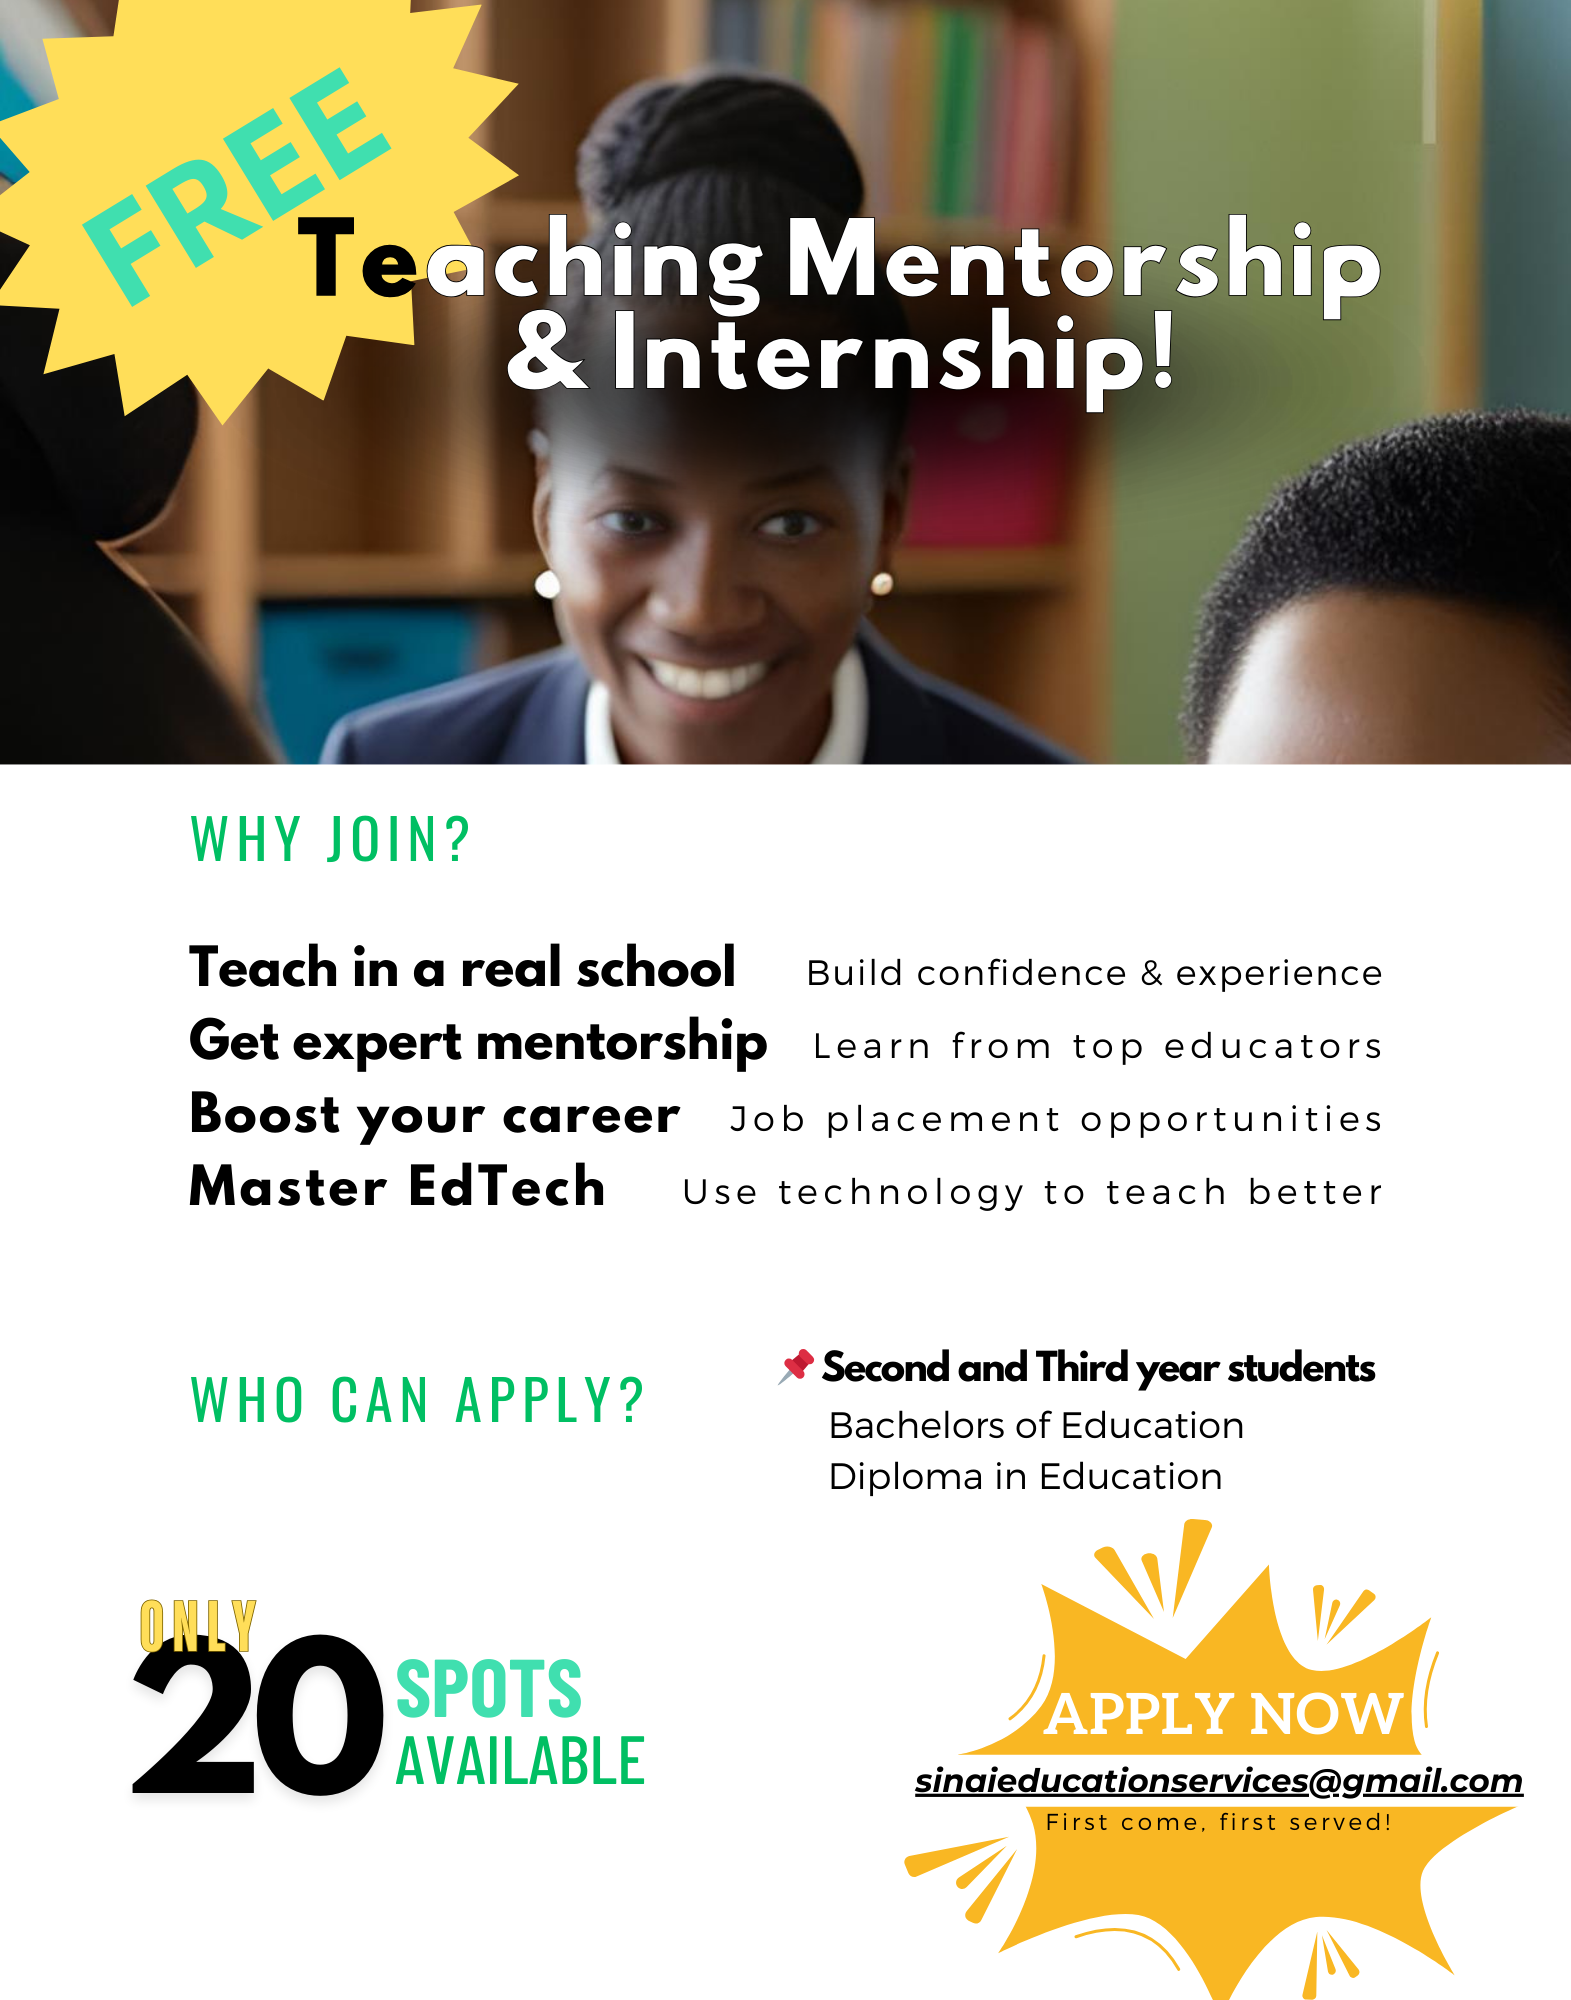 FREE
Teaching Mentorship
& Internship!
WHY JOIN?
Teach in a real school Build confidence & experience
Get expert mentorship Learn from top educators
Boost your career Job placement opportunities
Master EdTech Use technology to teach better
WHO CAN APPLY?
📌 Second and Third year students
Bachelors of Education
Diploma in Education
ONLY
20
SPOTS
AVAILABLE
APPLY NOW
sinaieducationservices@gmail.com
First come, first served!